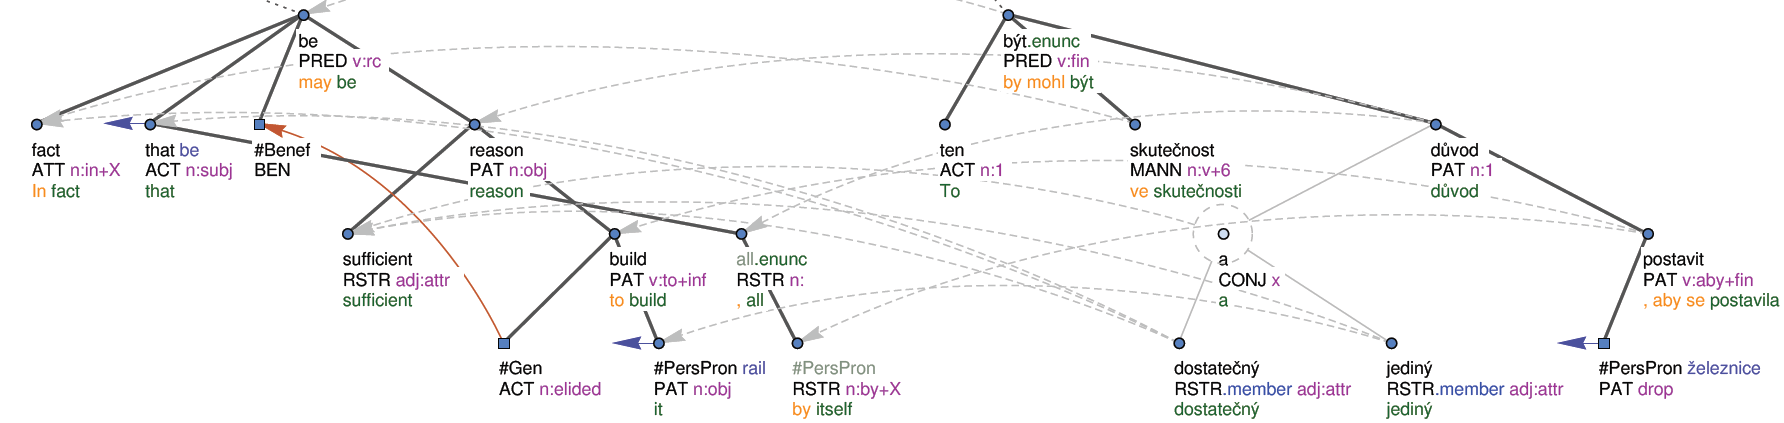 be
PRED v:rc
may be
být.enunc
PRED v:fin
by mohl být
fact
ATT n:in+X
In fact
that be
ACT n:subj
that
#Benef
BEN
reason
PAT n:obj
reason
ten
ACT n:1
To
skutečnost
MANN n:v+6
ve skutečnosti
důvod
PAT n:1
důvod
sufficient
RSTR adj:attr
sufficient
build
PAT v:to+inf
to build
all.enunc
RSTR n:
, all
a
CONJ x
a
postavit
PAT v:aby+fin
, aby se postavila
#Gen
ACT n:elided
#PersPron rail
PAT n:obj
it
#PersPron
RSTR n:by+X
by itself
dostatečný
RSTR.member adj:attr
dostatečný
jediný
RSTR.member adj:attr
jediný
#PersPron železnice
PAT drop